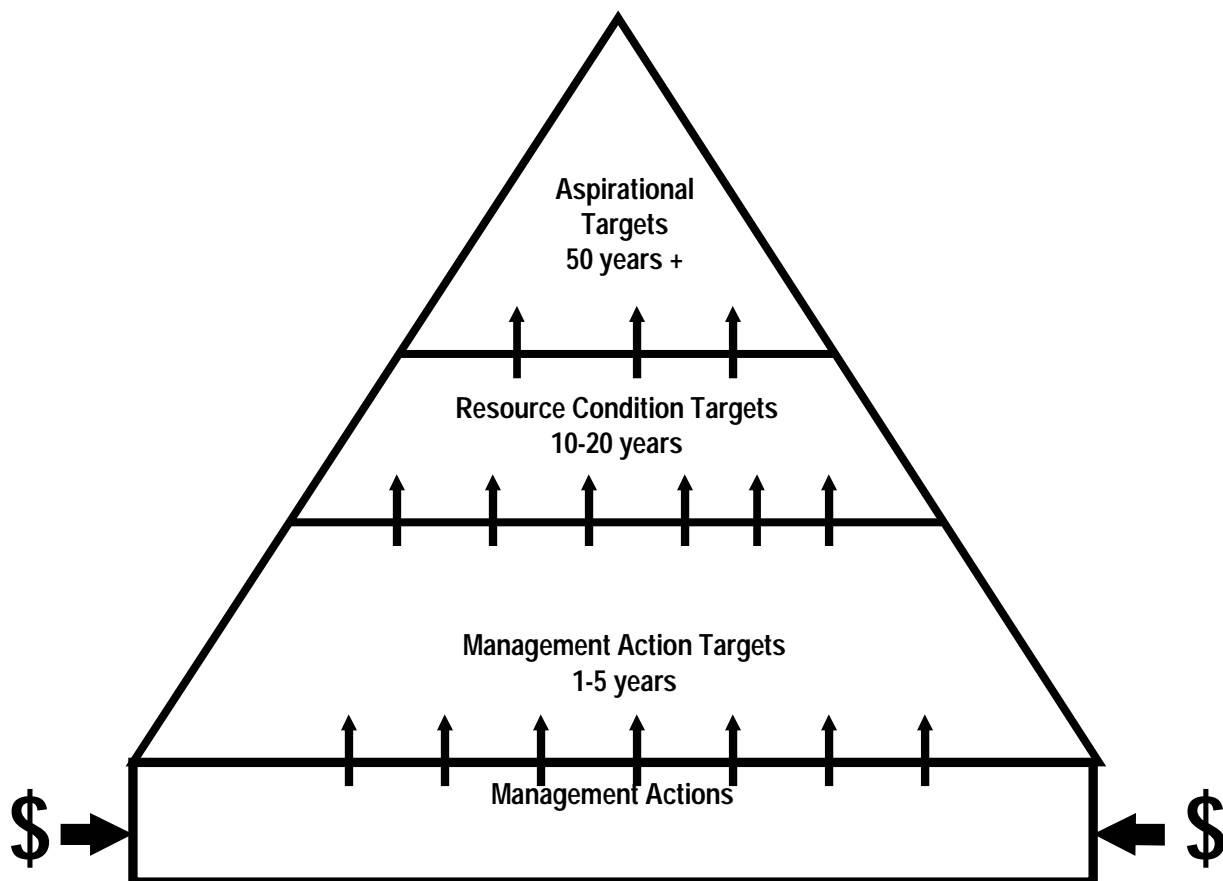 Aspirational
Targets
50 years +
Resource Condition Targets
10-20 years
Management Action Targets
1-5 years
Management Actions
$ $